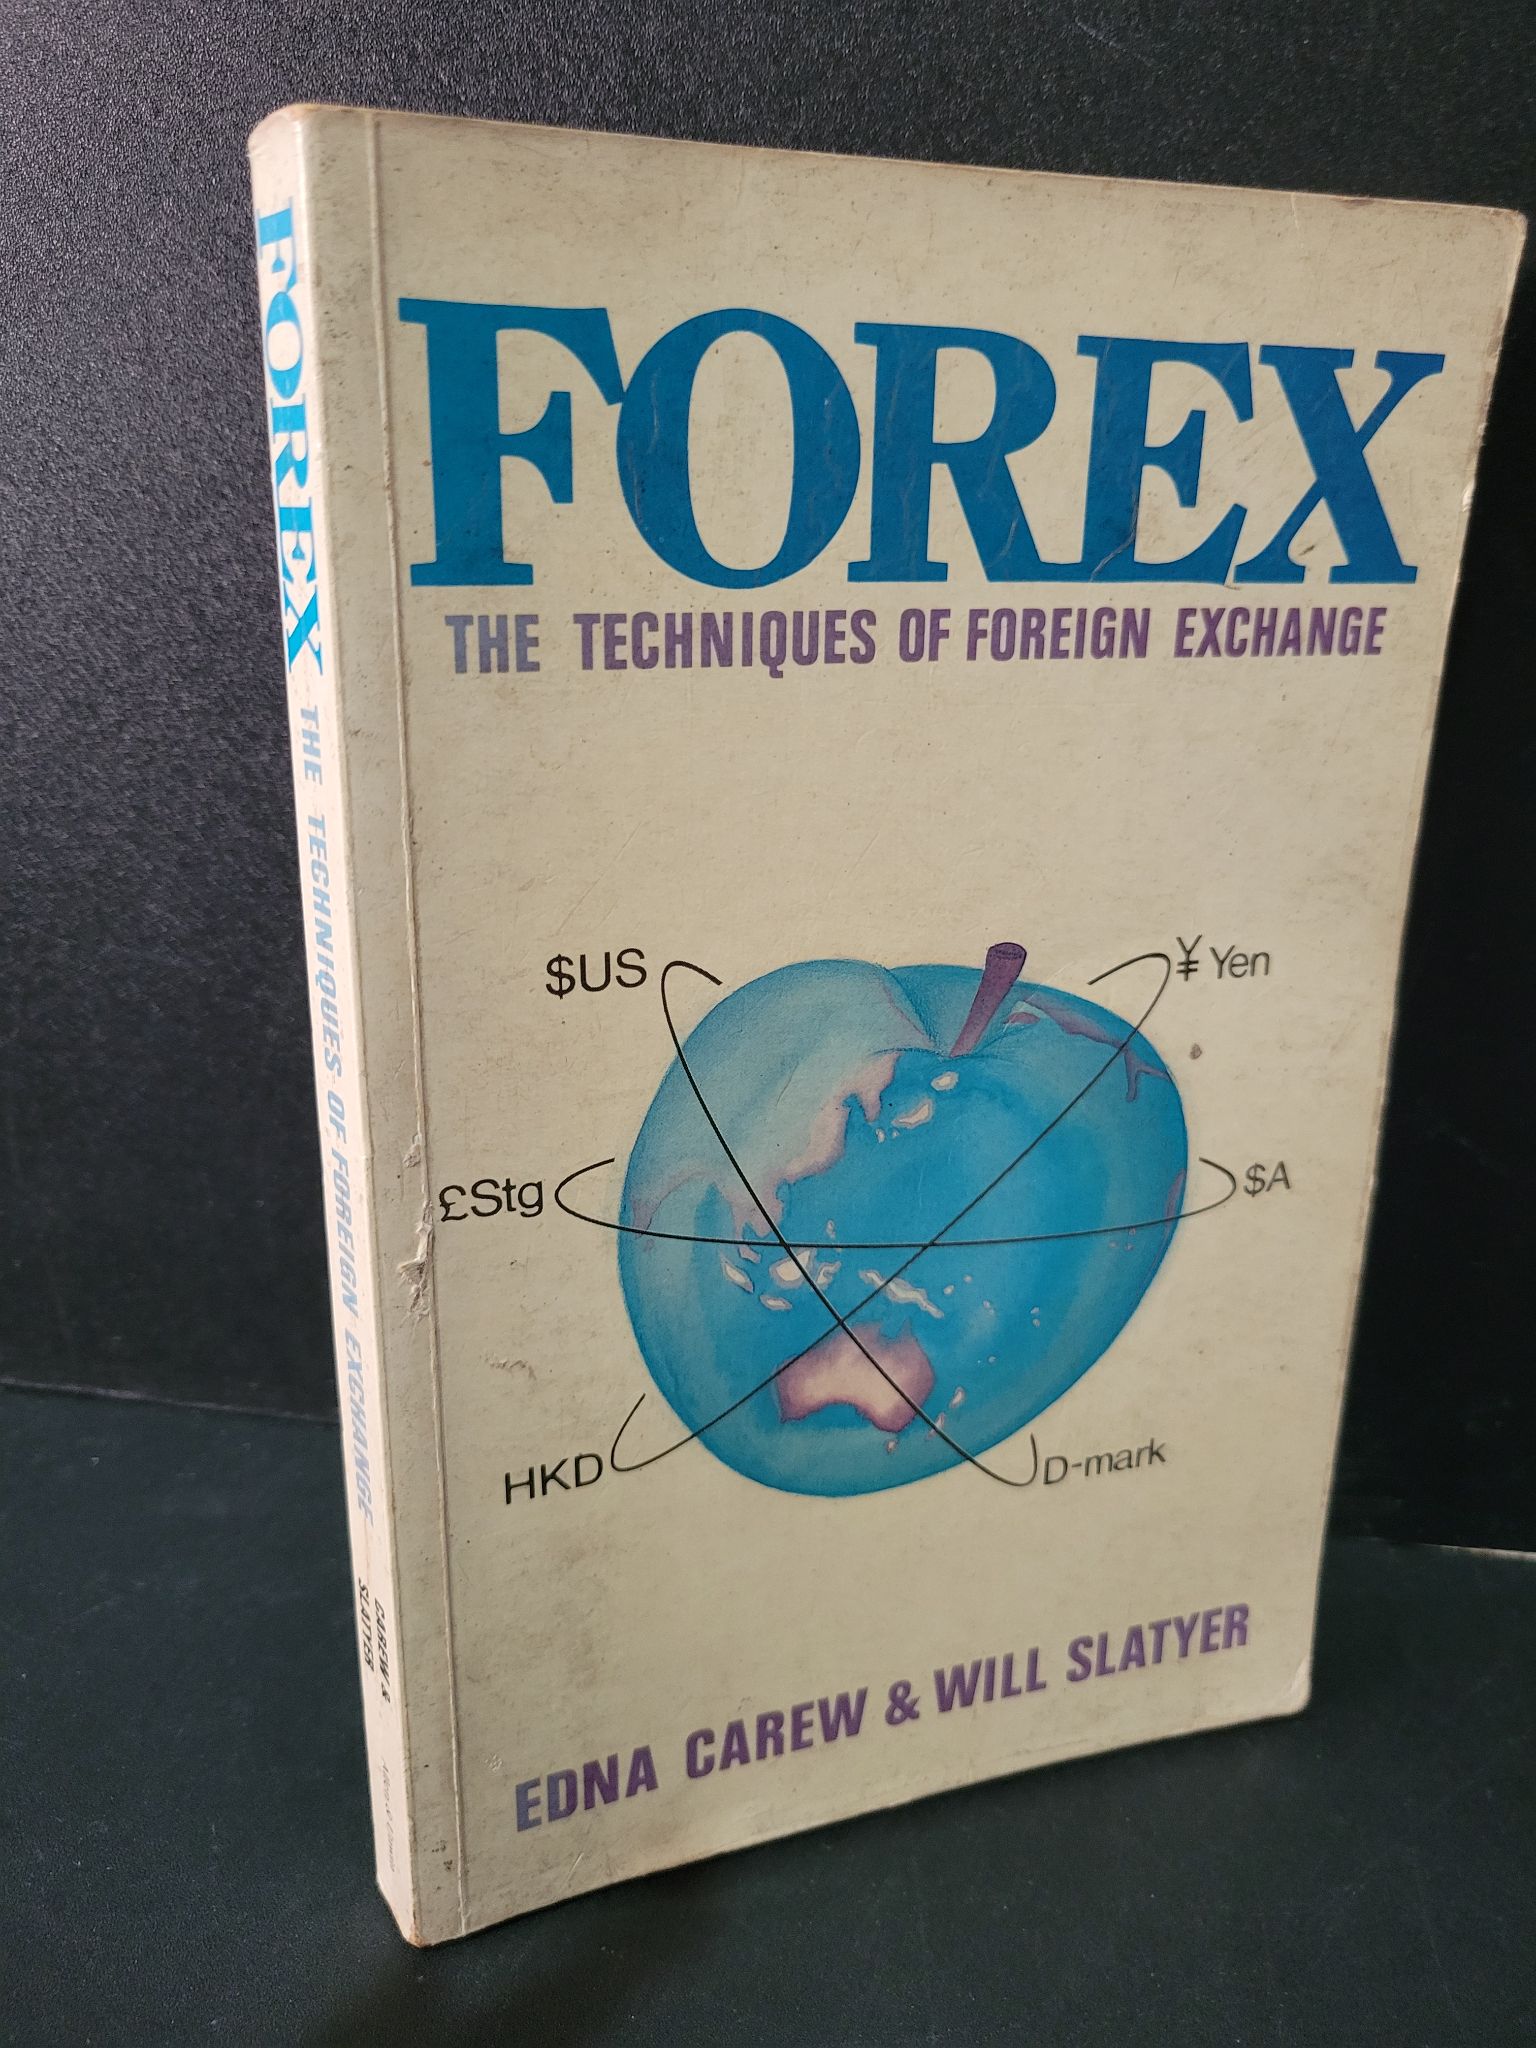 FOREX
THE TECHNIQUES OF FOREIGN EXCHANGE
$US
¥ Yen
£Stg
$A
HKD
D-mark
EDNA CAREW & WILL SLATYER
FOREX THE TECHNIQUES OF FOREIGN EXCHANGE
CAREW &
SLATYER